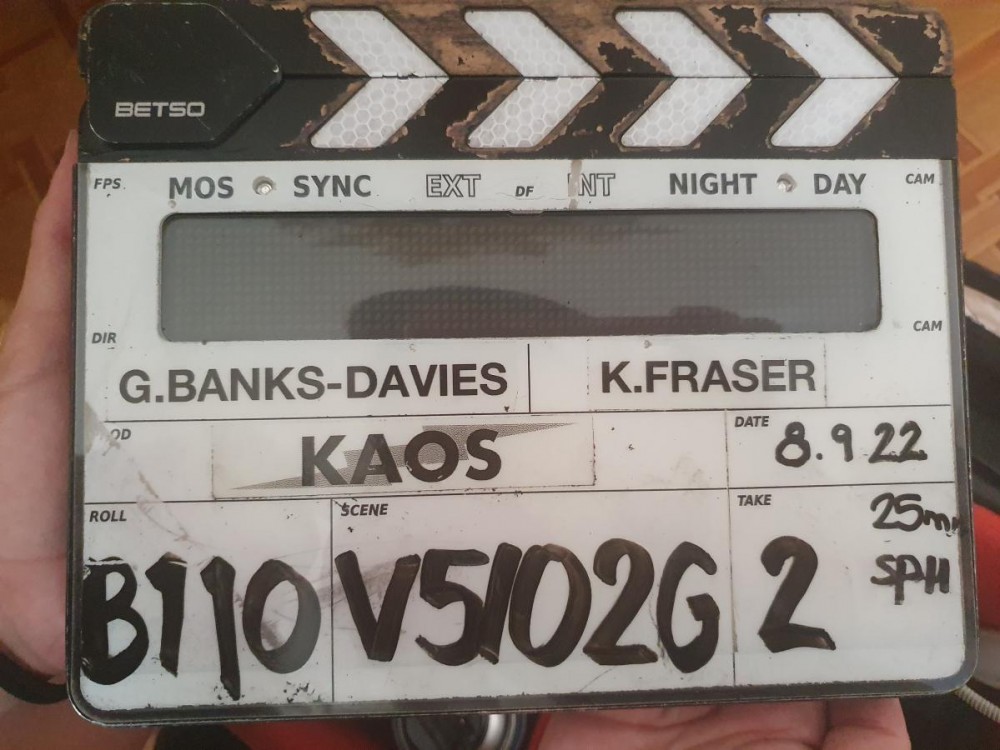 BETSO
FPS MOS SYNC EXT DF INT NIGHT DAY CAM
DIR CAM
G.BANKS-DAVIES K.FRASER
KAOS
DATE 8.9.22
ROLL SCENE TAKE 25mm
SPH
B110 V5102G 2